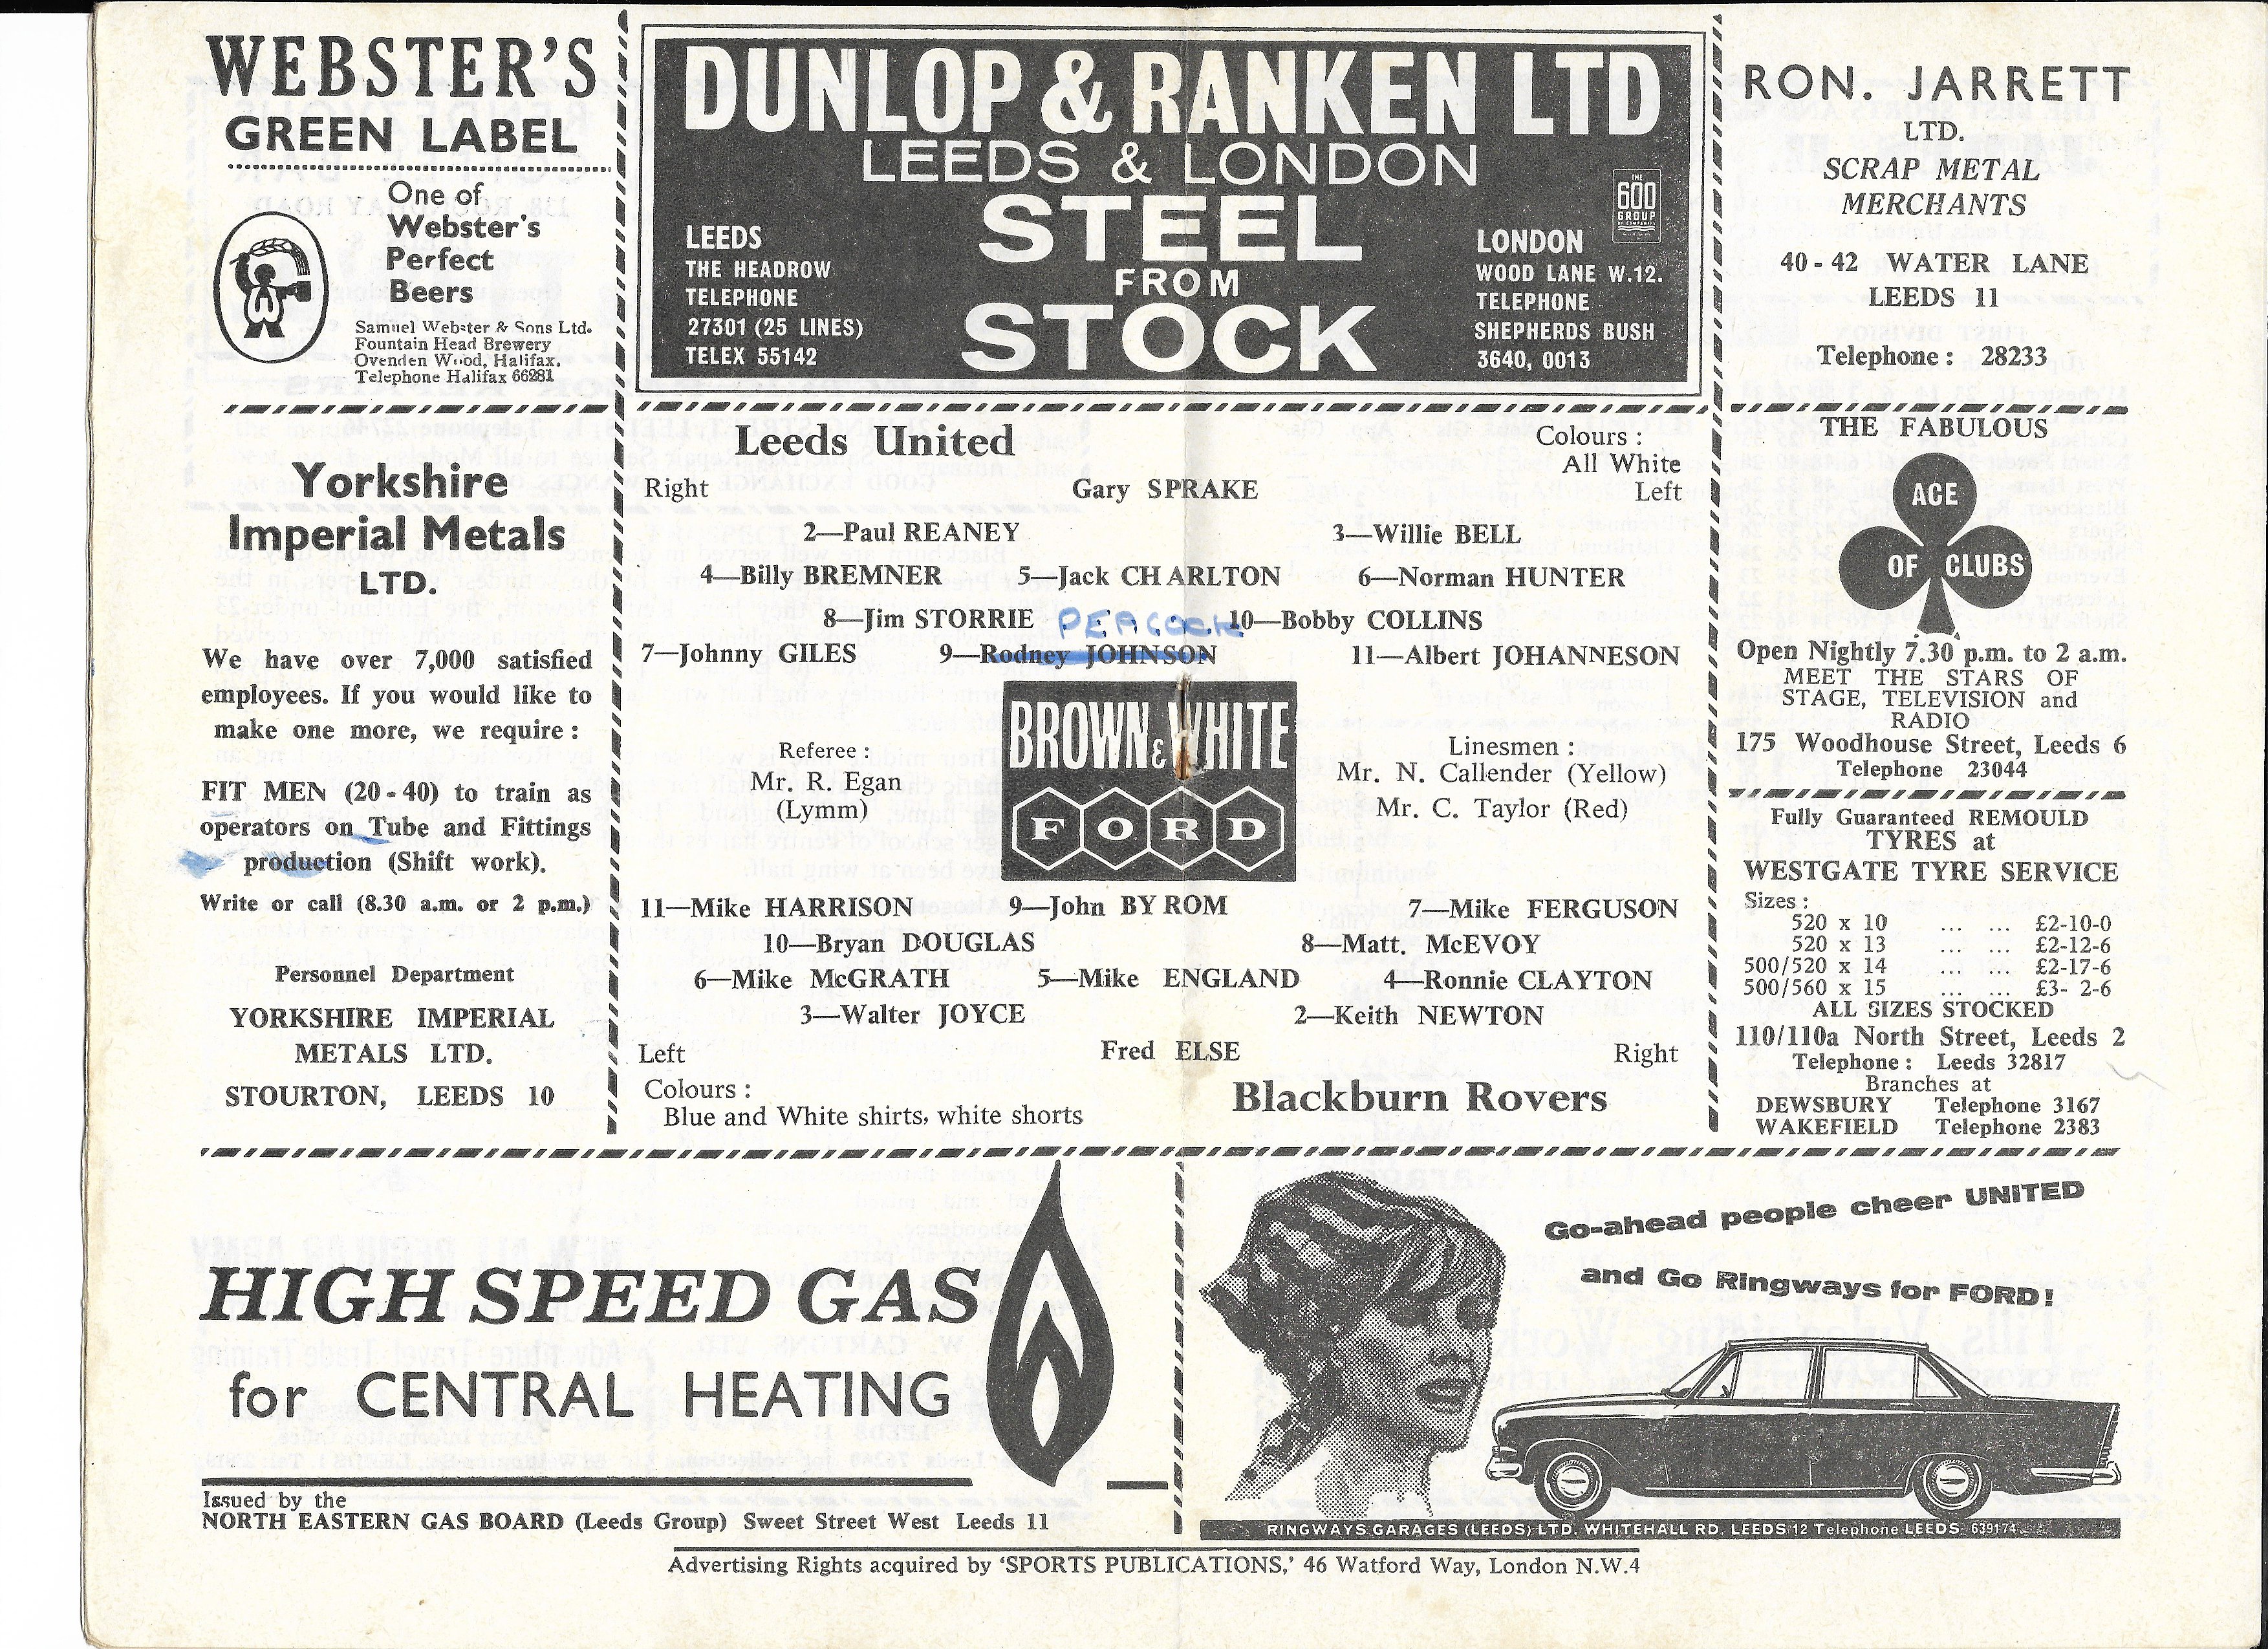 WEBSTER'S
GREEN LABEL
One of
Webster's
Perfect
Beers
Samuel Webster & Sons Ltd.
Fountain Head Brewery
Ovenden Wood, Halifax.
Telephone Halifax 66281
DUNLOP & RANKEN LTD
LEEDS & LONDON
STEEL
FROM
STOCK
LEEDS
THE HEADROW
TELEPHONE
27301 (25 LINES)
TELEX 55142
THE
600
GROUP
LONDON
WOOD LANE W.12.
TELEPHONE
SHEPHERDS BUSH
3640, 0013
RON. JARRETT
LTD.
SCRAP METAL
MERCHANTS
40-42 WATER LANE
LEEDS 11
Telephone: 28233
Yorkshire
Imperial Metals
LTD.
We have over 7,000 satisfied
employees. If you would like to
make one more, we require:
FIT MEN (20-40) to train as
operators on Tube and Fittings
production (Shift work).
Write or call (8.30 a.m. or 2 p.m.)
Personnel Department
YORKSHIRE IMPERIAL
METALS LTD.
STOURTON, LEEDS 10
Leeds United
Colours:
All White
Right Gary SPRAKE Left
2—Paul REANEY 3—Willie BELL
4—Billy BREMNER 5—Jack CHARLTON 6—Norman HUNTER
8—Jim STORRIE PEACOCK 10—Bobby COLLINS
7—Johnny GILES 9—Rodney JOHNSON 11—Albert JOHANNESON
Referee:
Mr. R. Egan
(Lymm)
BROWN & WHITE
FORD
Linesmen:
Mr. N. Callender (Yellow)
Mr. C. Taylor (Red)
11—Mike HARRISON 9—John BYROM 7—Mike FERGUSON
10—Bryan DOUGLAS 8—Matt. McEVOY
6—Mike McGRATH 5—Mike ENGLAND 4—Ronnie CLAYTON
3—Walter JOYCE 2—Keith NEWTON
Left Fred ELSE Right
Colours:
Blue and White shirts, white shorts
Blackburn Rovers
THE FABULOUS
ACE
OF CLUBS
Open Nightly 7.30 p.m. to 2 a.m.
MEET THE STARS OF
STAGE, TELEVISION and
RADIO
175 Woodhouse Street, Leeds 6
Telephone 23044
Fully Guaranteed REMOULD
TYRES at
WESTGATE TYRE SERVICE
Sizes:
520 x 10 ... ... £2-10-0
520 x 13 ... ... £2-12-6
500/520 x 14 ... ... £2-17-6
500/560 x 15 ... ... £3- 2-6
ALL SIZES STOCKED
110/110a North Street, Leeds 2
Telephone: Leeds 32817
Branches at
DEWSBURY Telephone 3167
WAKEFIELD Telephone 2383
HIGH SPEED GAS
for CENTRAL HEATING
Issued by the
NORTH EASTERN GAS BOARD (Leeds Group) Sweet Street West Leeds 11
Go-ahead people cheer UNITED
and Go Ringways for FORD!
RINGWAYS GARAGES (LEEDS) LTD. WHITEHALL RD. LEEDS 12 Telephone LEEDS 639174
Advertising Rights acquired by 'SPORTS PUBLICATIONS,' 46 Watford Way, London N.W.4